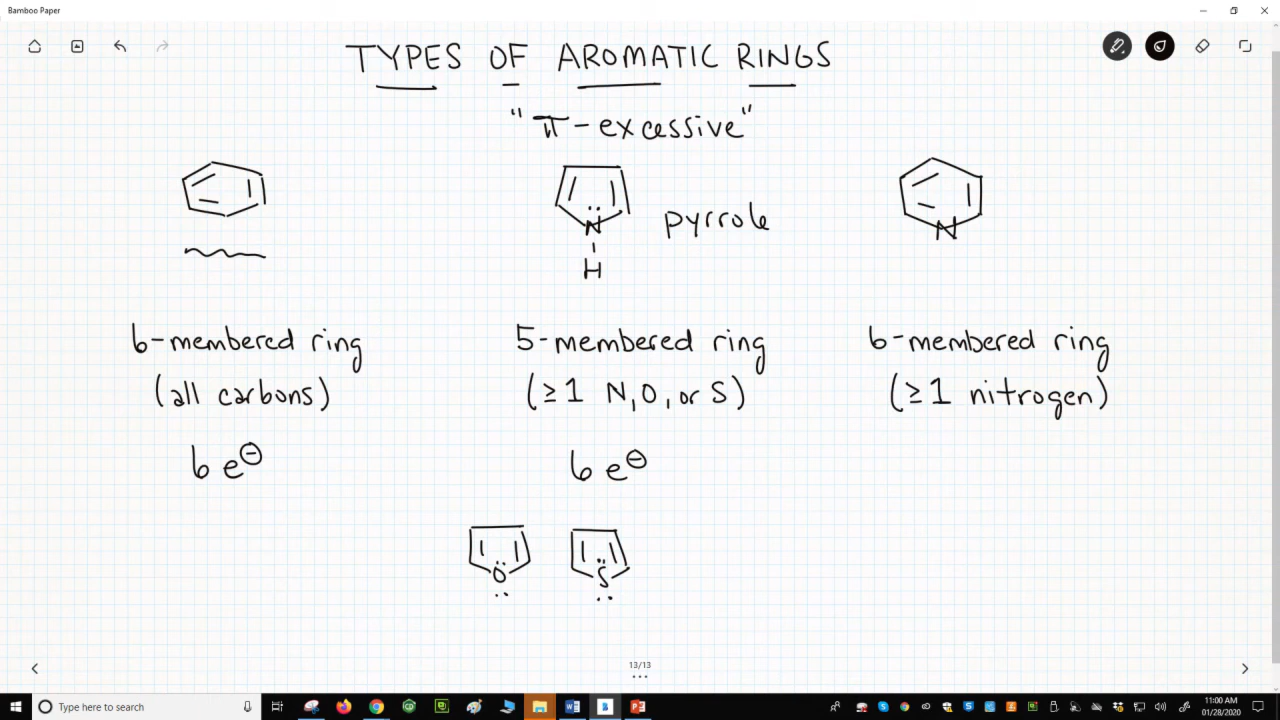 Bamboo Paper
TYPES OF AROMATIC RINGS
"π-excessive"
N
H
pyrrole
N
6-membered ring
(all carbons)
6 e⊖
5-membered ring
(≥1 N, O, or S)
6 e⊖
6-membered ring
(≥1 nitrogen)
O
S
13/13
Type here to search
11:00 AM
01/28/2020